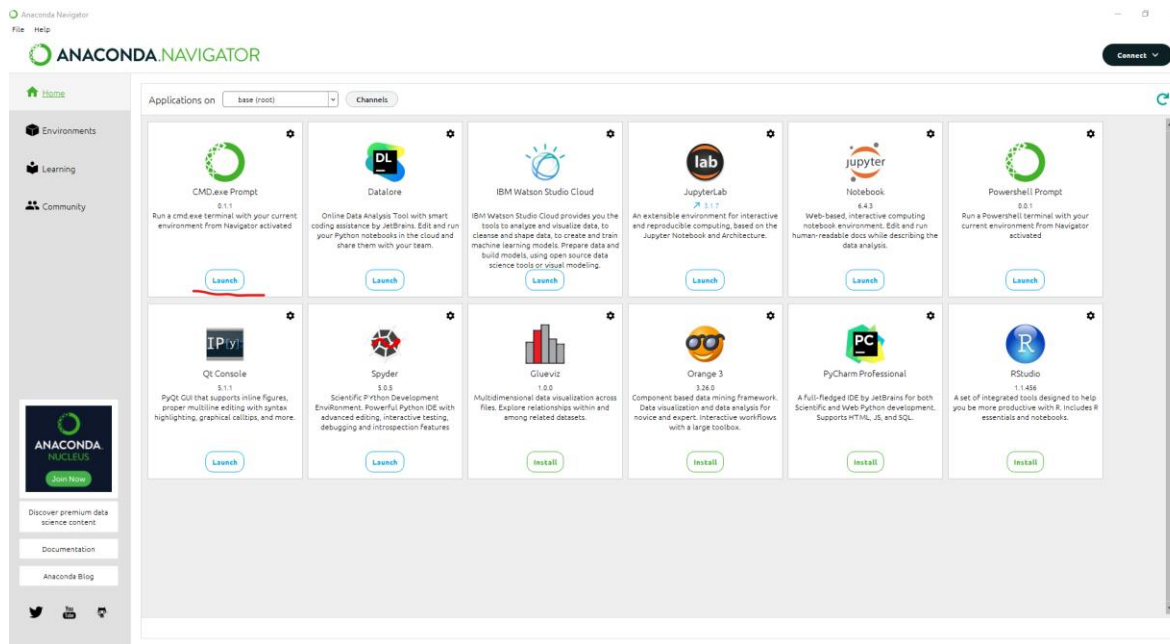 Anaconda Navigator
File Help
ANACONDA.NAVIGATOR
Connect
Home
Environments
Learning
Community
Applications on base (root) Channels
CMD.exe Prompt
0.1.1
Run a cmd.exe terminal with your current
environment from Navigator activated
Launch
DL
Datalore
Online Data Analysis Tool with smart
coding assistance by JetBrains. Edit and run
your Python notebooks in the cloud and
share them with your team.
Launch
IBM Watson Studio Cloud
IBM Watson Studio Cloud provides you the
tools to analyze and visualize data, to
cleanse and shape data, to create and train
machine learning models. Prepare data and
build models, using open source data
science tools or visual modeling.
Launch
lab
JupyterLab
3.1.7
An extensible environment for interactive
and reproducible computing, based on the
Jupyter Notebook and Architecture.
Launch
jupyter
Notebook
6.4.3
Web-based, interactive computing
notebook environment. Edit and run
human-readable docs while describing the
data analysis.
Launch
Powershell Prompt
0.0.1
Run a Powershell terminal with your
current environment from Navigator
activated
Launch
IP[y]
Qt Console
5.1.1
PyQt GUI that supports inline figures,
proper multiline editing with syntax
highlighting, graphical calltips, and more.
Launch
Spyder
5.0.5
Scientific Python Development
EnviRonment. Powerful Python IDE with
advanced editing, interactive testing,
debugging and introspection features
Launch
Glueviz
1.0.0
Multidimensional data visualization across
files. Explore relationships within and
among related datasets.
Install
Orange 3
3.26.0
Component based data mining framework.
Data visualization and data analysis for
novice and expert. Interactive workflows
with a large toolbox.
Install
PC
PyCharm Professional
A full-fledged IDE by JetBrains for both
Scientific and Web Python development.
Supports HTML, JS, and SQL.
Install
R
RStudio
1.1.456
A set of integrated tools designed to help
you be more productive with R. Includes R
essentials and notebooks.
Install
ANACONDA.
NUCLEUS
Join Now
Discover premium data
science content
Documentation
Anaconda Blog
You
Tube